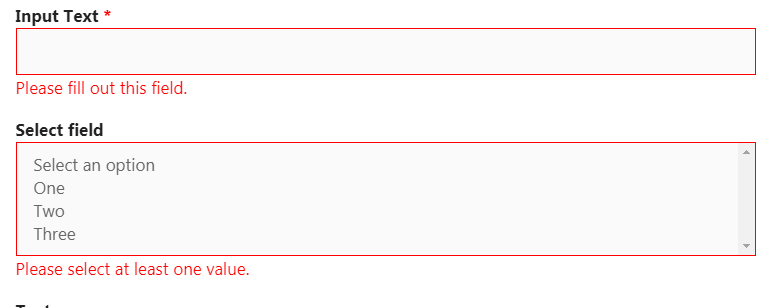 Input Text *
Please fill out this field.
Select field
Select an option
One
Two
Three
Please select at least one value.